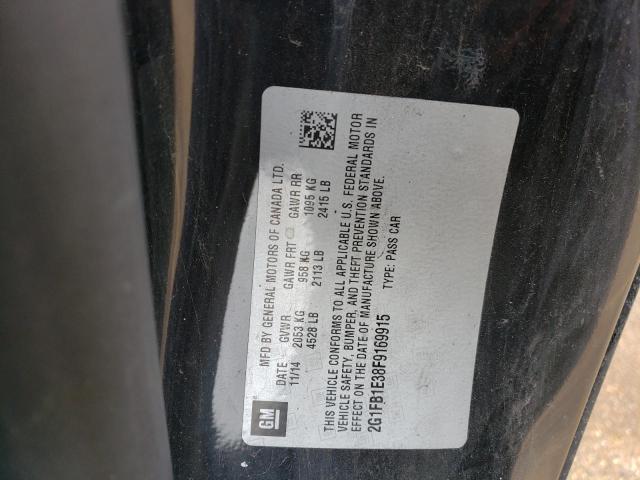 GM
MFD BY GENERAL MOTORS OF CANADA LTD.
DATE GVWR GAWR FRT GAWR RR
11/14 2053 KG 958 KG 1095 KG
4528 LB 2113 LB 2415 LB
THIS VEHICLE CONFORMS TO ALL APPLICABLE U.S. FEDERAL MOTOR
VEHICLE SAFETY, BUMPER, AND THEFT PREVENTION STANDARDS IN
EFFECT ON THE DATE OF MANUFACTURE SHOWN ABOVE.
2G1FB1E38F9169915 TYPE: PASS CAR